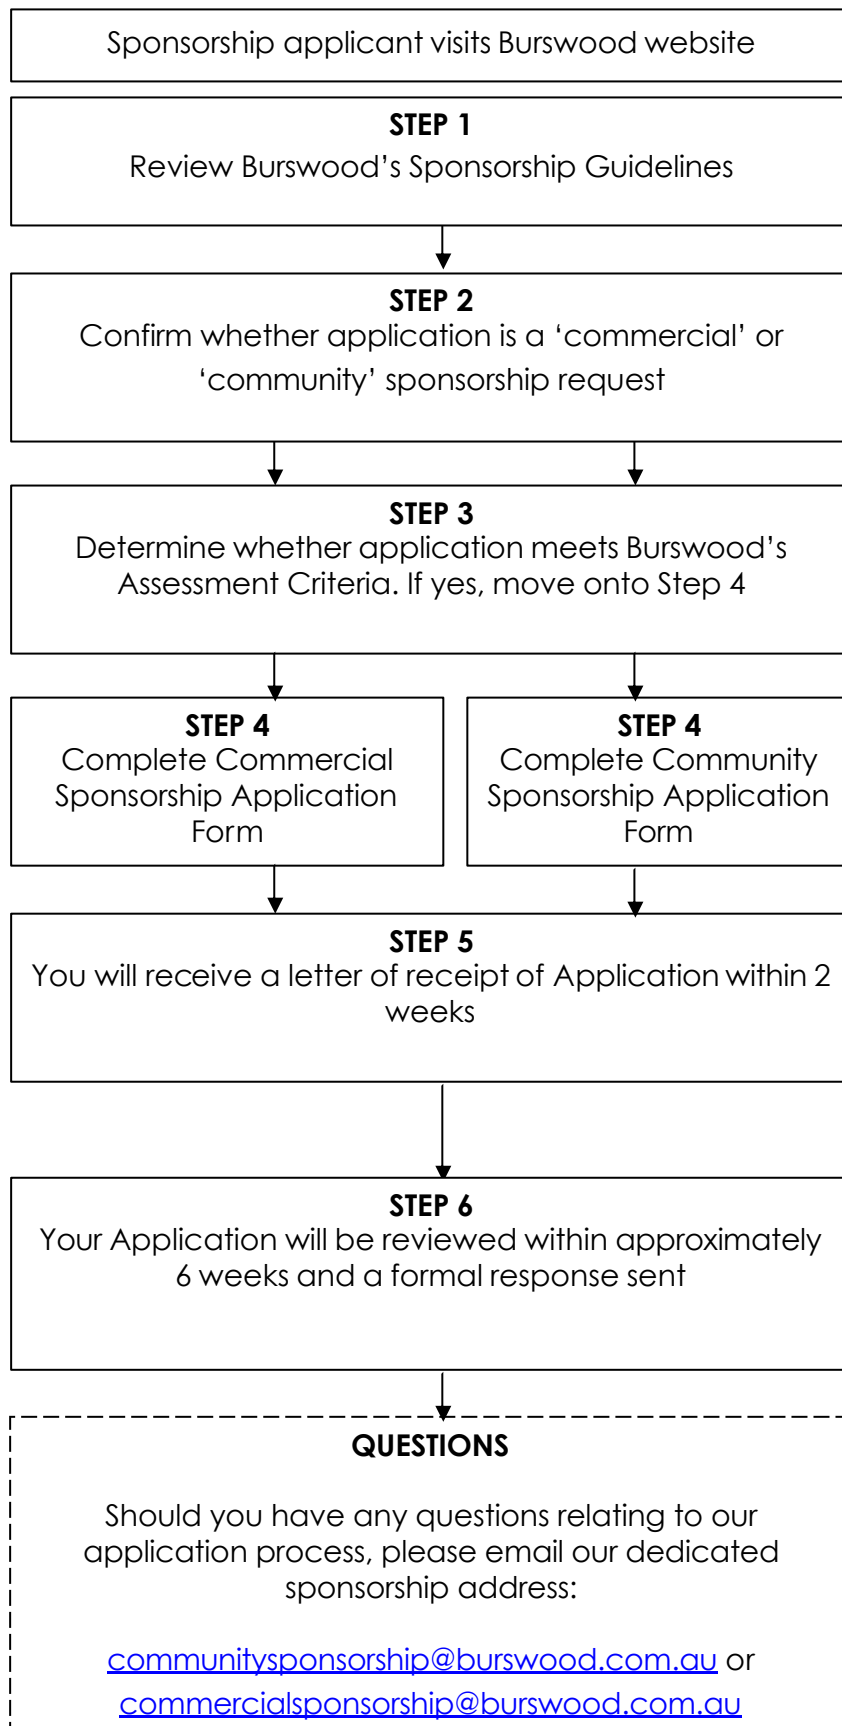 Sponsorship applicant visits Burswood website
STEP 1
Review Burswood’s Sponsorship Guidelines
STEP 2
Confirm whether application is a ‘commercial’ or
‘community’ sponsorship request
STEP 3
Determine whether application meets Burswood’s
Assessment Criteria. If yes, move onto Step 4
STEP 4
Complete Commercial
Sponsorship Application
Form
STEP 4
Complete Community
Sponsorship Application
Form
STEP 5
You will receive a letter of receipt of Application within 2
weeks
STEP 6
Your Application will be reviewed within approximately
6 weeks and a formal response sent
QUESTIONS
Should you have any questions relating to our
application process, please email our dedicated
sponsorship address:
communitysponsorship@burswood.com.au or
commercialsponsorship@burswood.com.au